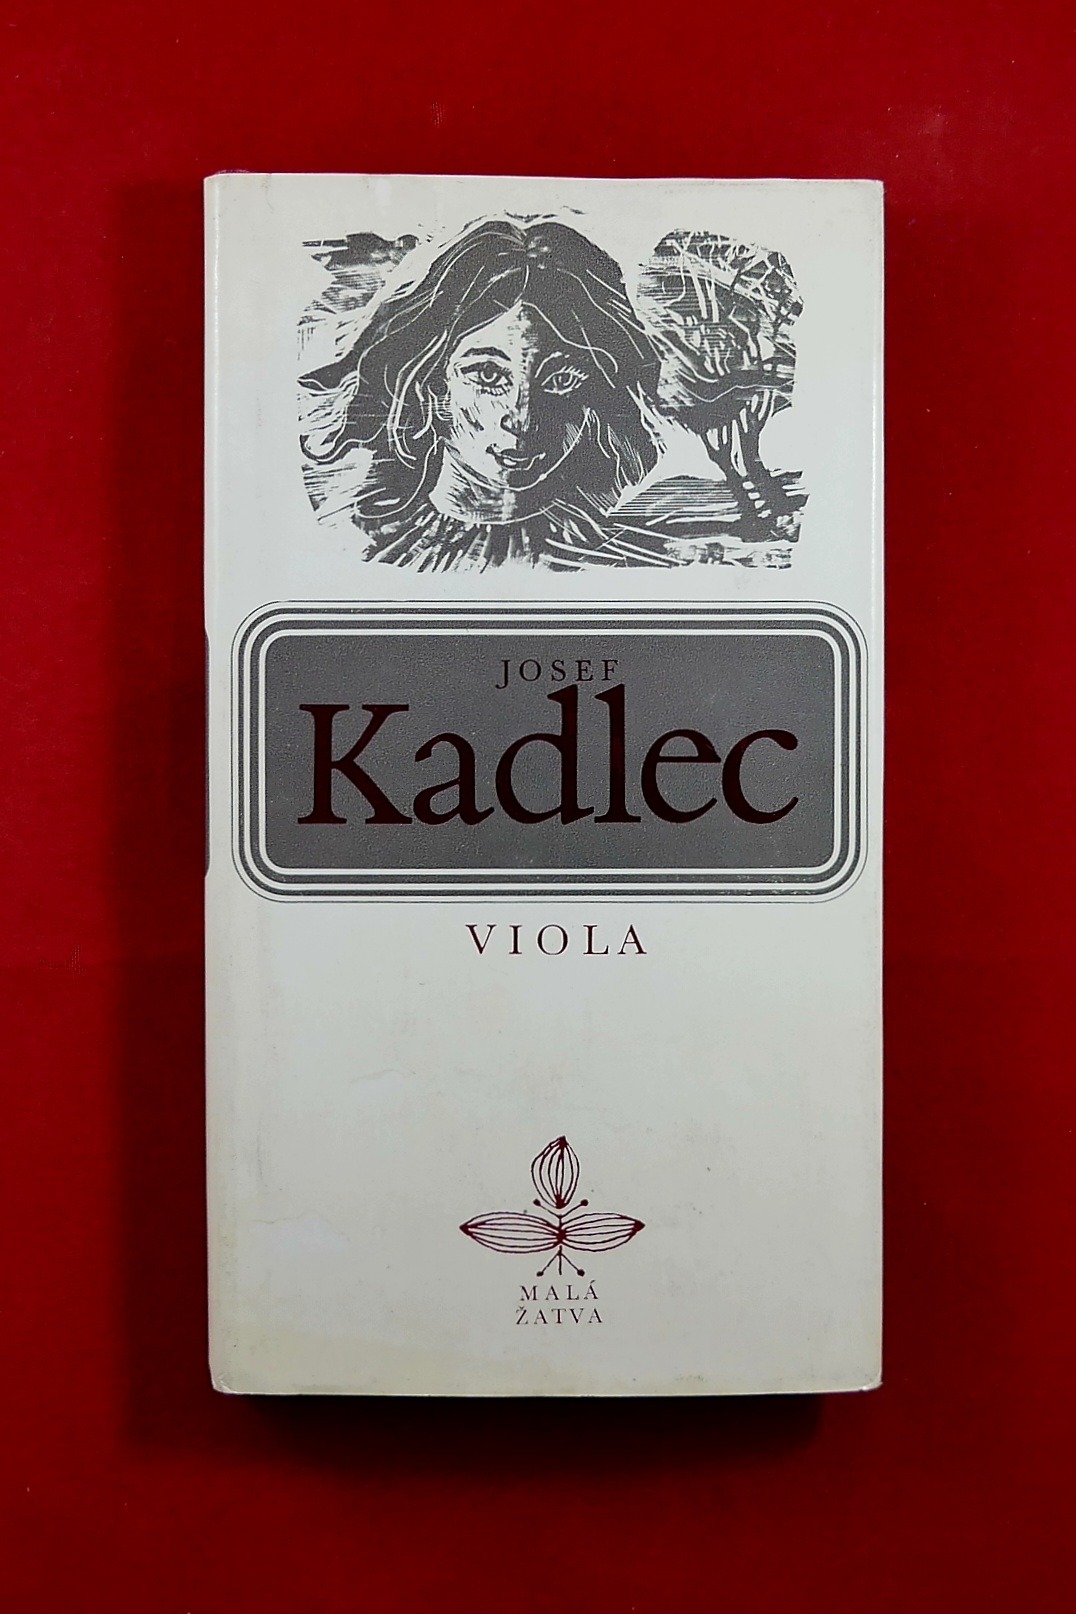 JOSEF
Kadlec
VIOLA
MALÁ
ŽATVA